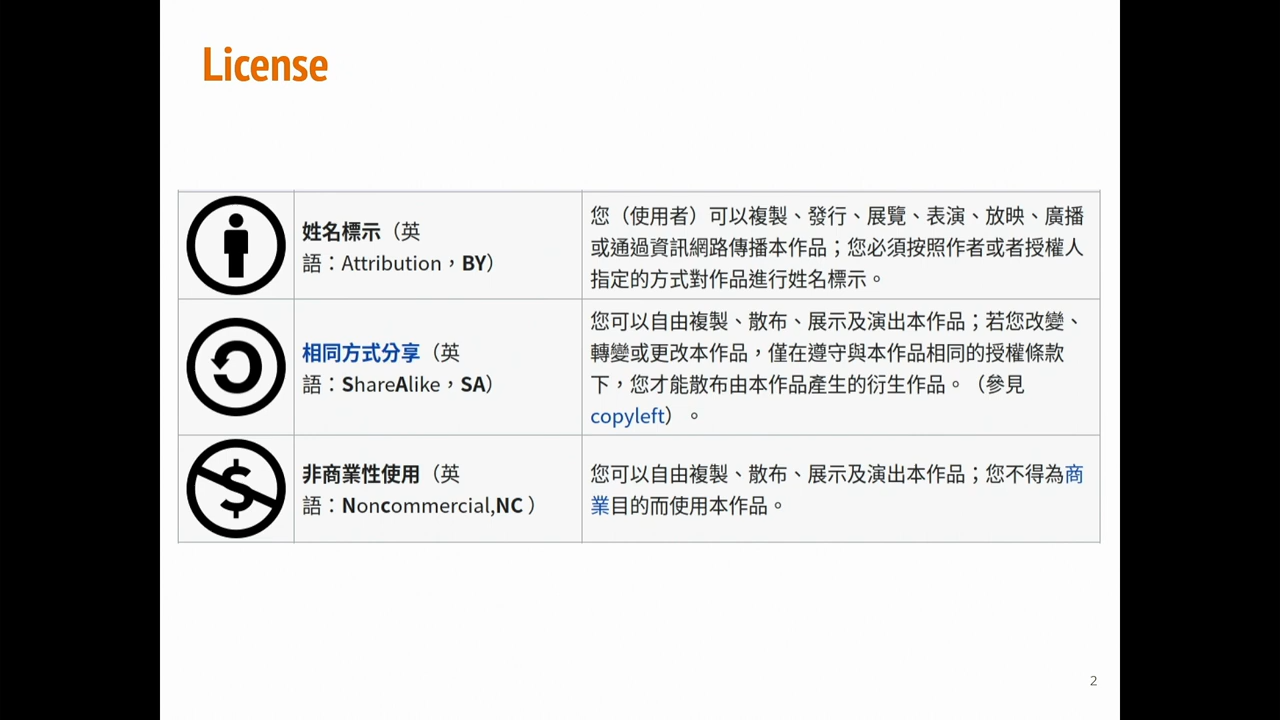 License
姓名標示（英
語：Attribution，BY）
您（使用者）可以複製、發行、展覽、表演、放映、廣播
或通過資訊網路傳播本作品；您必須按照作者或者授權人
指定的方式對作品進行姓名標示。
相同方式分享（英
語：ShareAlike，SA）
您可以自由複製、散布、展示及演出本作品；若您改變、
轉變或更改本作品，僅在遵守與本作品相同的授權條款
下，您才能散布由本作品產生的衍生作品。（參見
copyleft）。
非商業性使用（英
語：Noncommercial,NC ）
您可以自由複製、散布、展示及演出本作品；您不得為商
業目的而使用本作品。
2